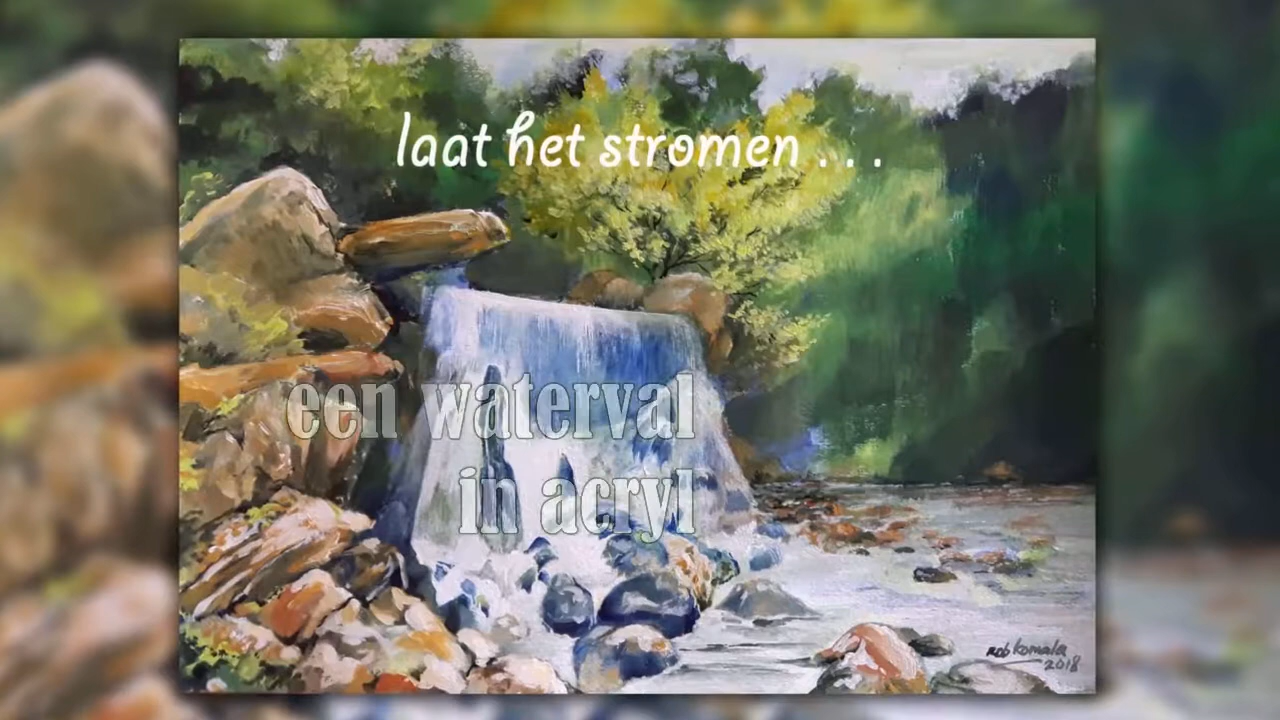 laat het stromen . . .
een waterval
in acryl
rob komala
2018